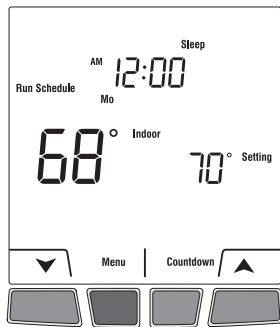 Sleep
AM 12:00
Run Schedule
Mo
68° Indoor
70° Setting
Menu Countdown